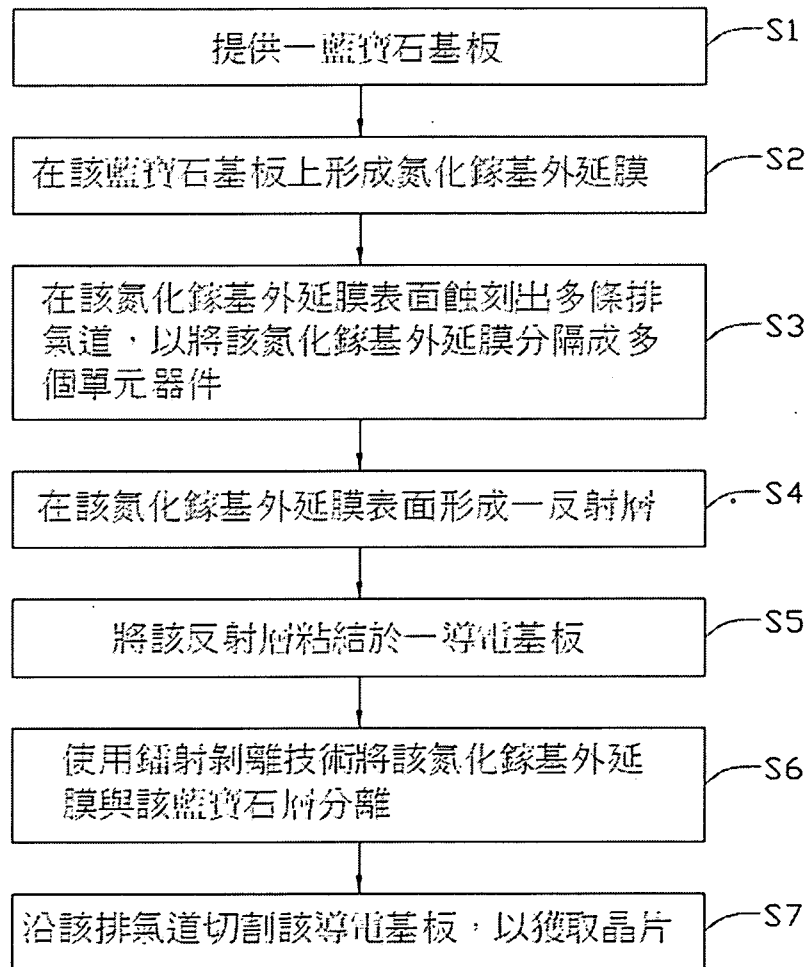 提供一藍寶石基板
S1
在該藍寶石基板上形成氮化鎵基外延膜
S2
在該氮化鎵基外延膜表面蝕刻出多條排
氣道，以將該氮化鎵基外延膜分隔成多
個單元器件
S3
在該氮化鎵基外延膜表面形成一反射層
S4
將該反射層粘結於一導電基板
S5
使用鐳射剝離技術將該氮化鎵基外延
膜與該藍寶石層分離
S6
沿該排氣道切割該導電基板，以獲取晶片
S7